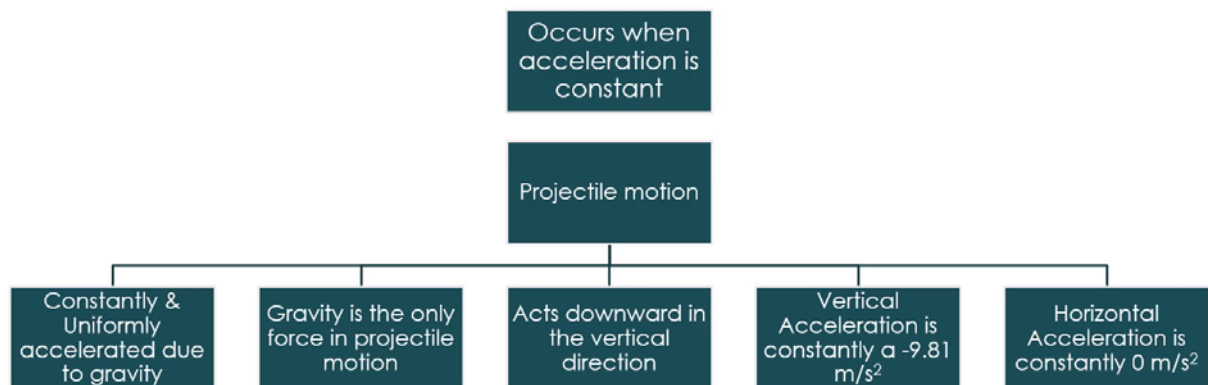 Occurs when
acceleration is
constant
Projectile motion
Constantly &
Uniformly
accelerated due
to gravity
Gravity is the only
force in projectile
motion
Acts downward in
the vertical
direction
Vertical
Acceleration is
constantly a -9.81
m/s²
Horizontal
Acceleration is
constantly 0 m/s²